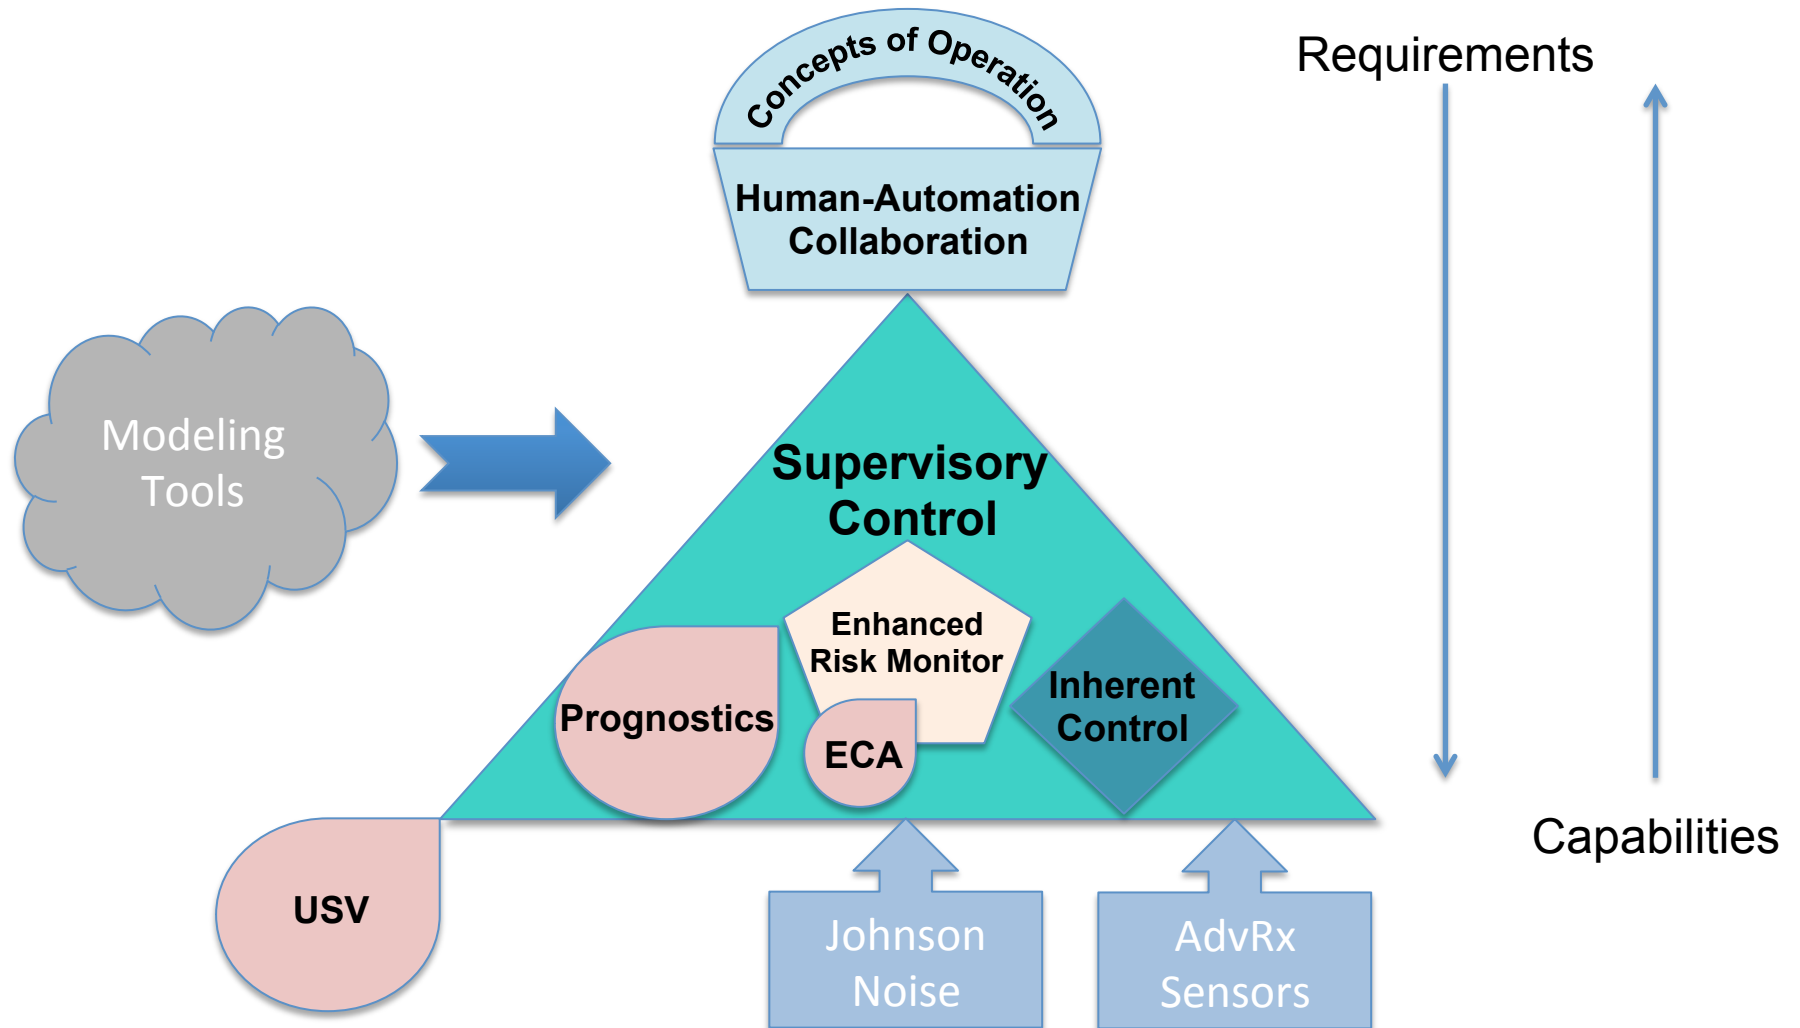 Concepts of Operation
Requirements
Human-Automation
Collaboration
Modeling
Tools
Supervisory
Control
Enhanced
Risk Monitor
Prognostics
ECA
Inherent
Control
Capabilities
USV
Johnson
Noise
AdvRx
Sensors